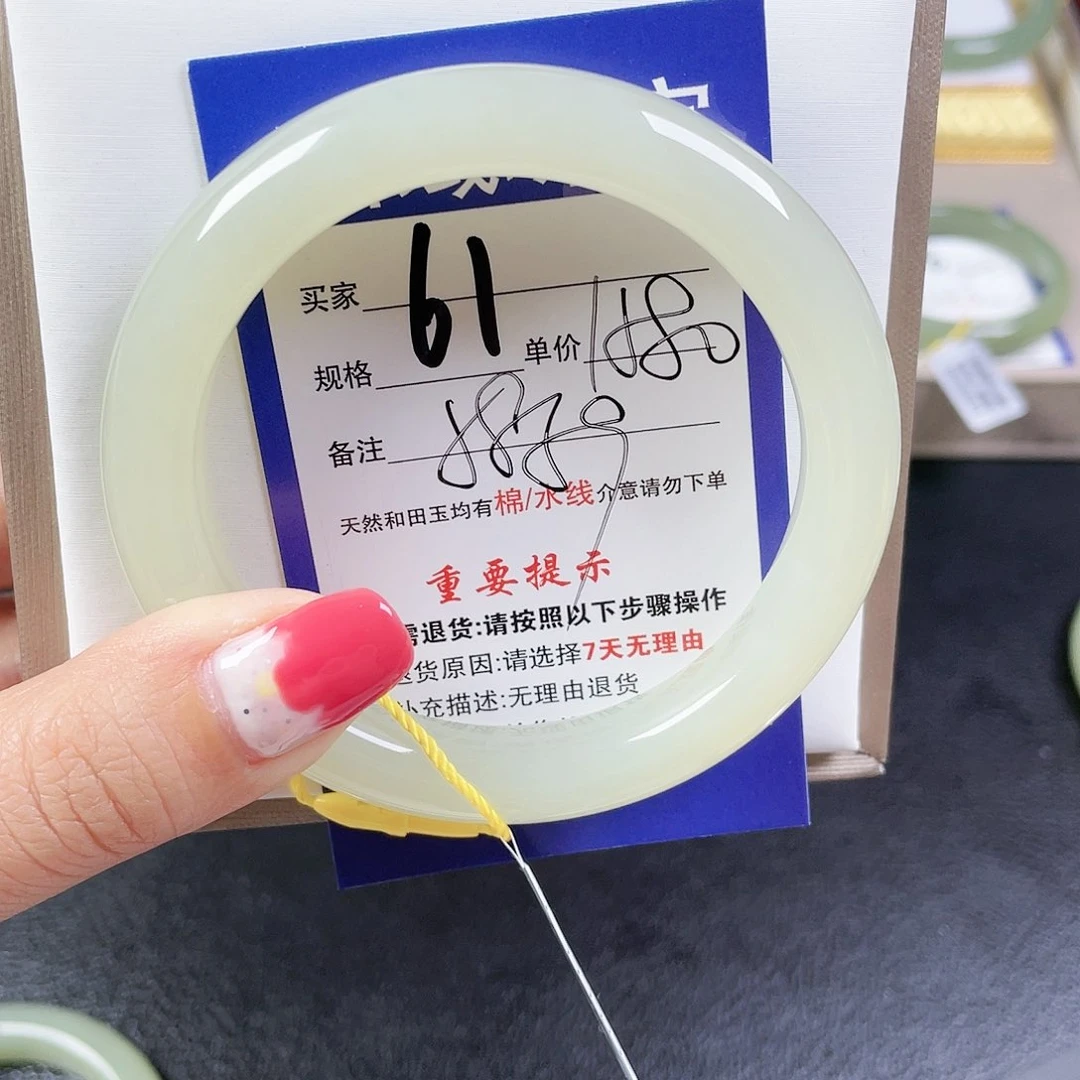 买家
61
规格
单价 1880
备注
天然和田玉均有棉/水线介意请勿下单
重要提示
需退货:请按照以下步骤操作
退货原因:请选择7天无理由
补充描述:无理由退货